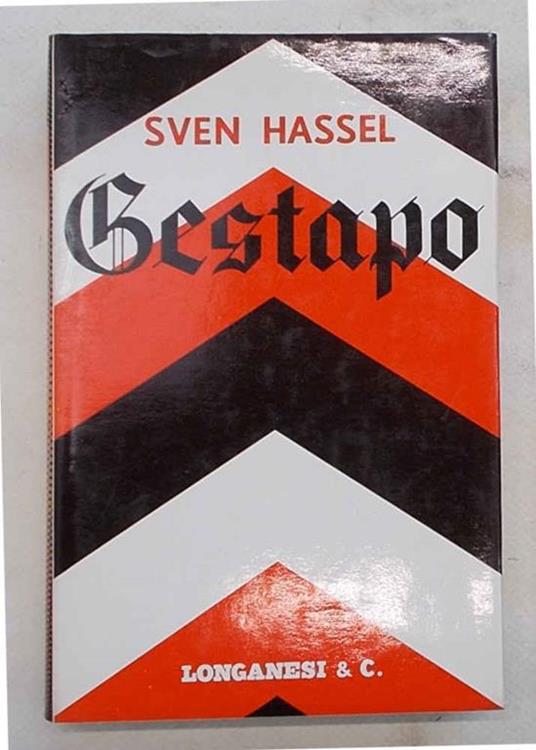 SVEN HASSEL
Gestapo
LONGANESI & C.